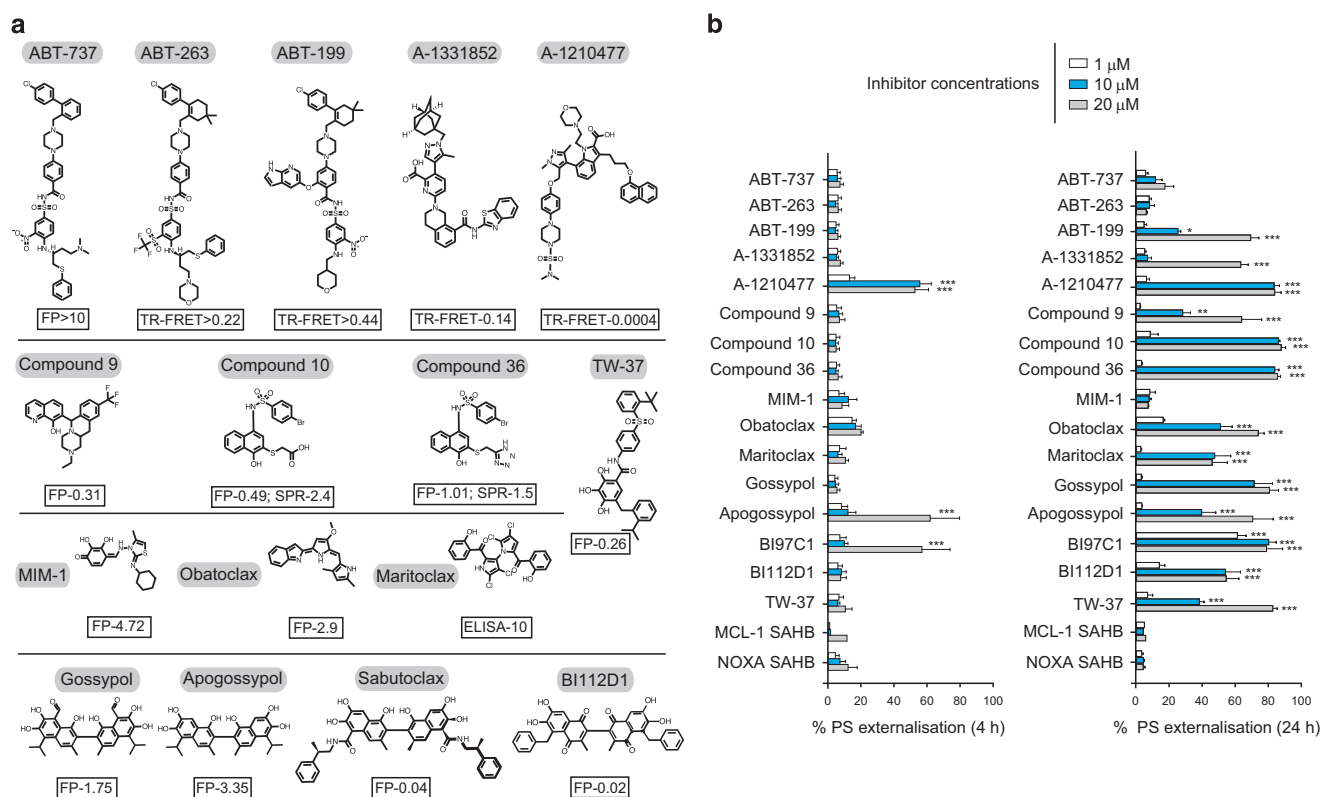 a
ABT-737 ABT-263 ABT-199 A-1331852 A-1210477
FP>10 TR-FRET>0.22 TR-FRET>0.44 TR-FRET-0.14 TR-FRET-0.0004
Compound 9 Compound 10 Compound 36 TW-37
FP-0.31 FP-0.49; SPR-2.4 FP-1.01; SPR-1.5
FP-0.26
MIM-1 Obatoclax Maritoclax
FP-4.72 FP-2.9 ELISA-10
Gossypol Apogossypol Sabutoclax BI112D1
FP-1.75 FP-3.35 FP-0.04 FP-0.02
b
Inhibitor concentrations
1 μM
10 μM
20 μM
ABT-737
ABT-263
ABT-199
A-1331852
A-1210477 *** ***
Compound 9
Compound 10
Compound 36
MIM-1
Obatoclax
Maritoclax
Gossypol
Apogossypol ***
BI97C1 ***
BI112D1
TW-37
MCL-1 SAHB
NOXA SAHB
0 20 40 60 80 100
% PS externalisation (4 h)
ABT-737
ABT-263
ABT-199 * ***
A-1331852 ***
A-1210477 *** ***
Compound 9 ** ***
Compound 10 *** ***
Compound 36 *** ***
MIM-1
Obatoclax *** ***
Maritoclax *** ***
Gossypol *** ***
Apogossypol *** ***
BI97C1 *** *** ***
BI112D1 *** ***
TW-37 *** ***
MCL-1 SAHB
NOXA SAHB
0 20 40 60 80 100
% PS externalisation (24 h)